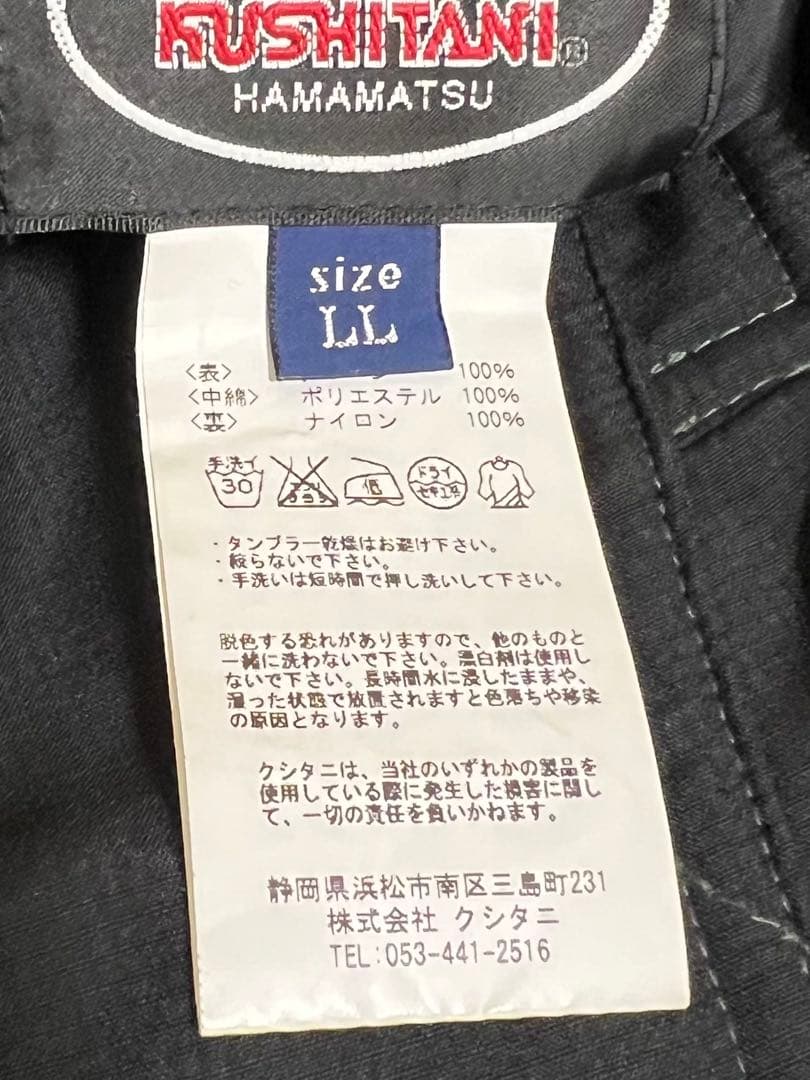 KUSHITANI®
HAMAMATSU
size
LL
〈表〉 100%
〈中綿〉 ポリエステル 100%
〈裏〉 ナイロン 100%
手洗イ
30
エンソ
サラシ
低
ドライ
セキユ系
・タンブラー乾燥はお避け下さい。
・絞らないで下さい。
・手洗いは短時間で押し洗いして下さい。
脱色する恐れがありますので、他のものと
一緒に洗わないで下さい。漂白剤は使用し
ないで下さい。長時間水に浸したままや、
湿った状態で放置されますと色落ちや移染
の原因となります。
クシタニは、当社のいずれかの製品を
使用している際に発生した損害に関し
て、一切の責任を負いかねます。
静岡県浜松市南区三島町231
株式会社 クシタニ
TEL:053-441-2516